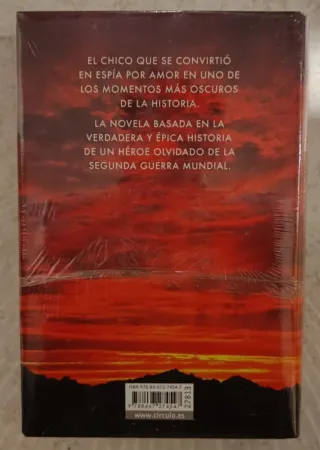 EL CHICO QUE SE CONVIRTIÓ
EN ESPÍA POR AMOR EN UNO DE
LOS MOMENTOS MÁS OSCUROS
DE LA HISTORIA.
LA NOVELA BASADA EN LA
VERDADERA Y ÉPICA HISTORIA
DE UN HÉROE OLVIDADO DE LA
SEGUNDA GUERRA MUNDIAL.
27813
www.circulo.es